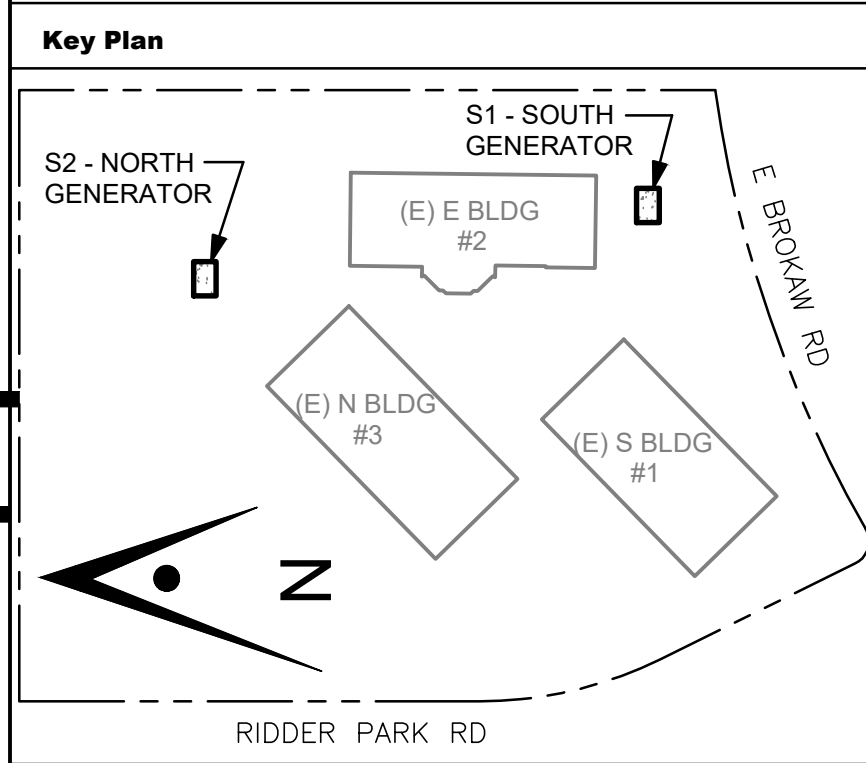 Key Plan
S1 - SOUTH
GENERATOR
S2 - NORTH
GENERATOR
(E) E BLDG
#2
E BROKAW RD
(E) N BLDG
#3
(E) S BLDG
#1
N
RIDDER PARK RD